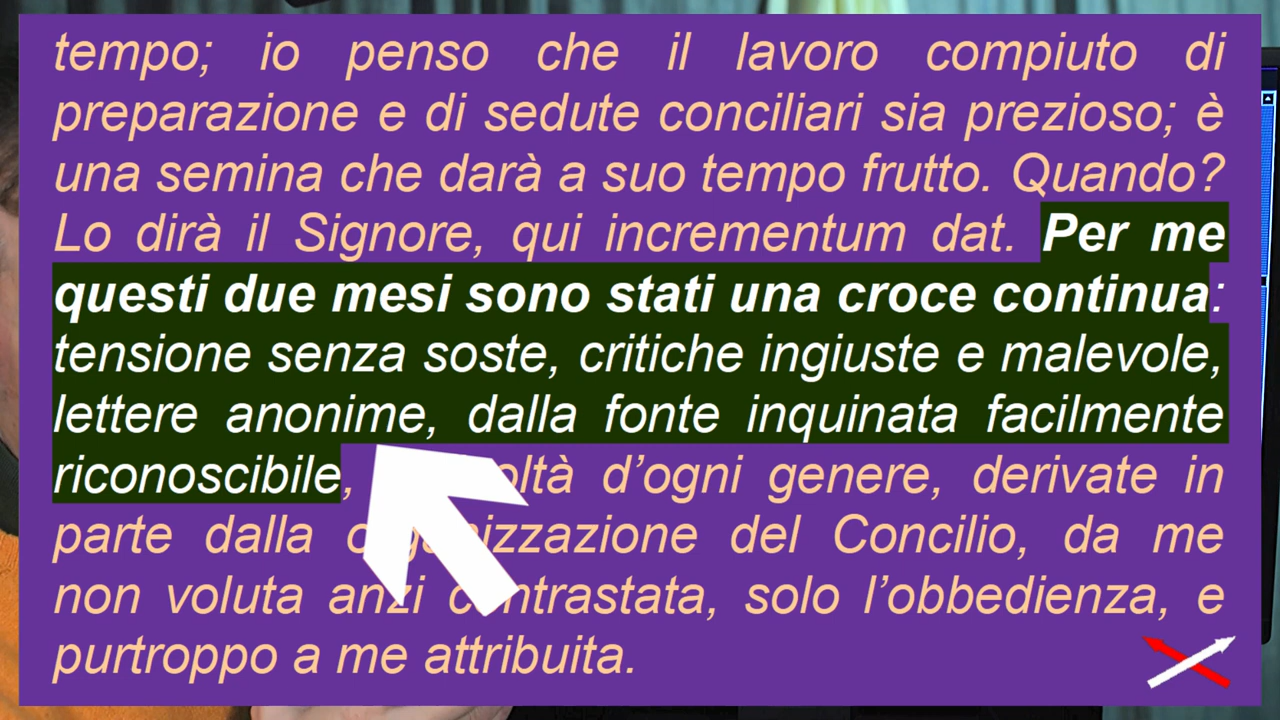 tempo; io penso che il lavoro compiuto di
preparazione e di sedute conciliari sia prezioso; è
una semina che darà a suo tempo frutto. Quando?
Lo dirà il Signore, qui incrementum dat. Per me
questi due mesi sono stati una croce continua:
tensione senza soste, critiche ingiuste e malevole,
lettere anonime, dalla fonte inquinata facilmente
riconoscibile, d’ogni genere, derivate in
parte dalla del Concilio, da me
non voluta anzi contrastata, solo l’obbedienza, e
purtroppo a me attribuita.